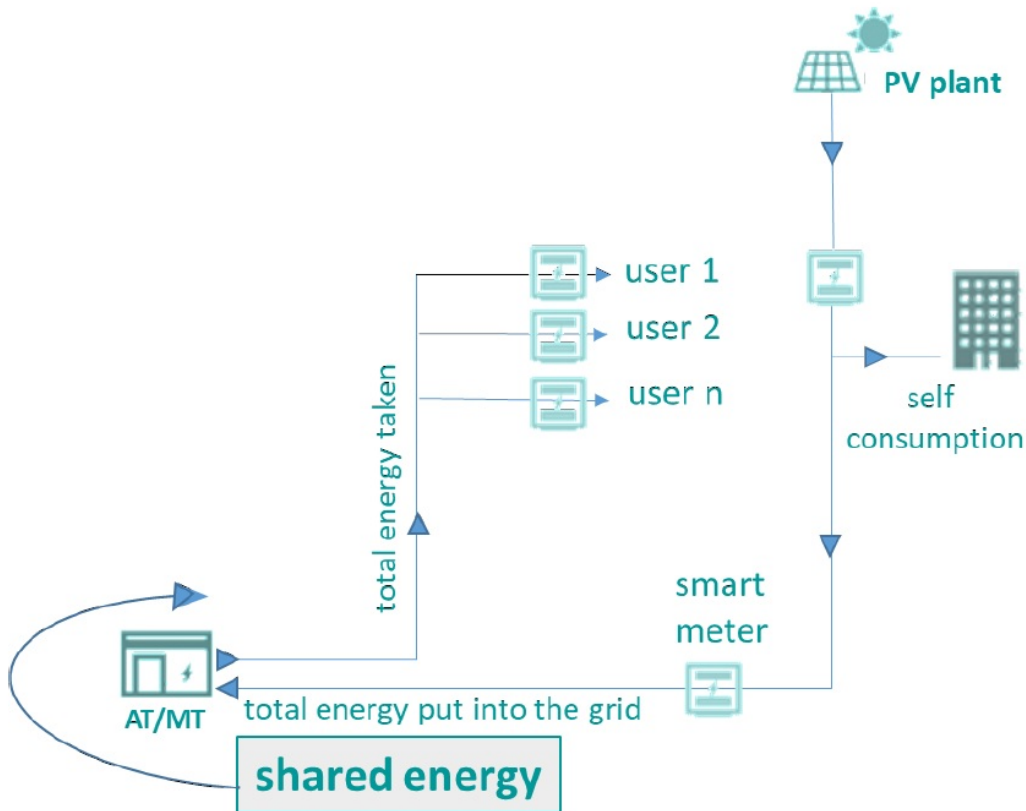 PV plant
user 1
user 2
user n
self
consumption
total energy taken
smart
meter
AT/MT
total energy put into the grid
shared energy